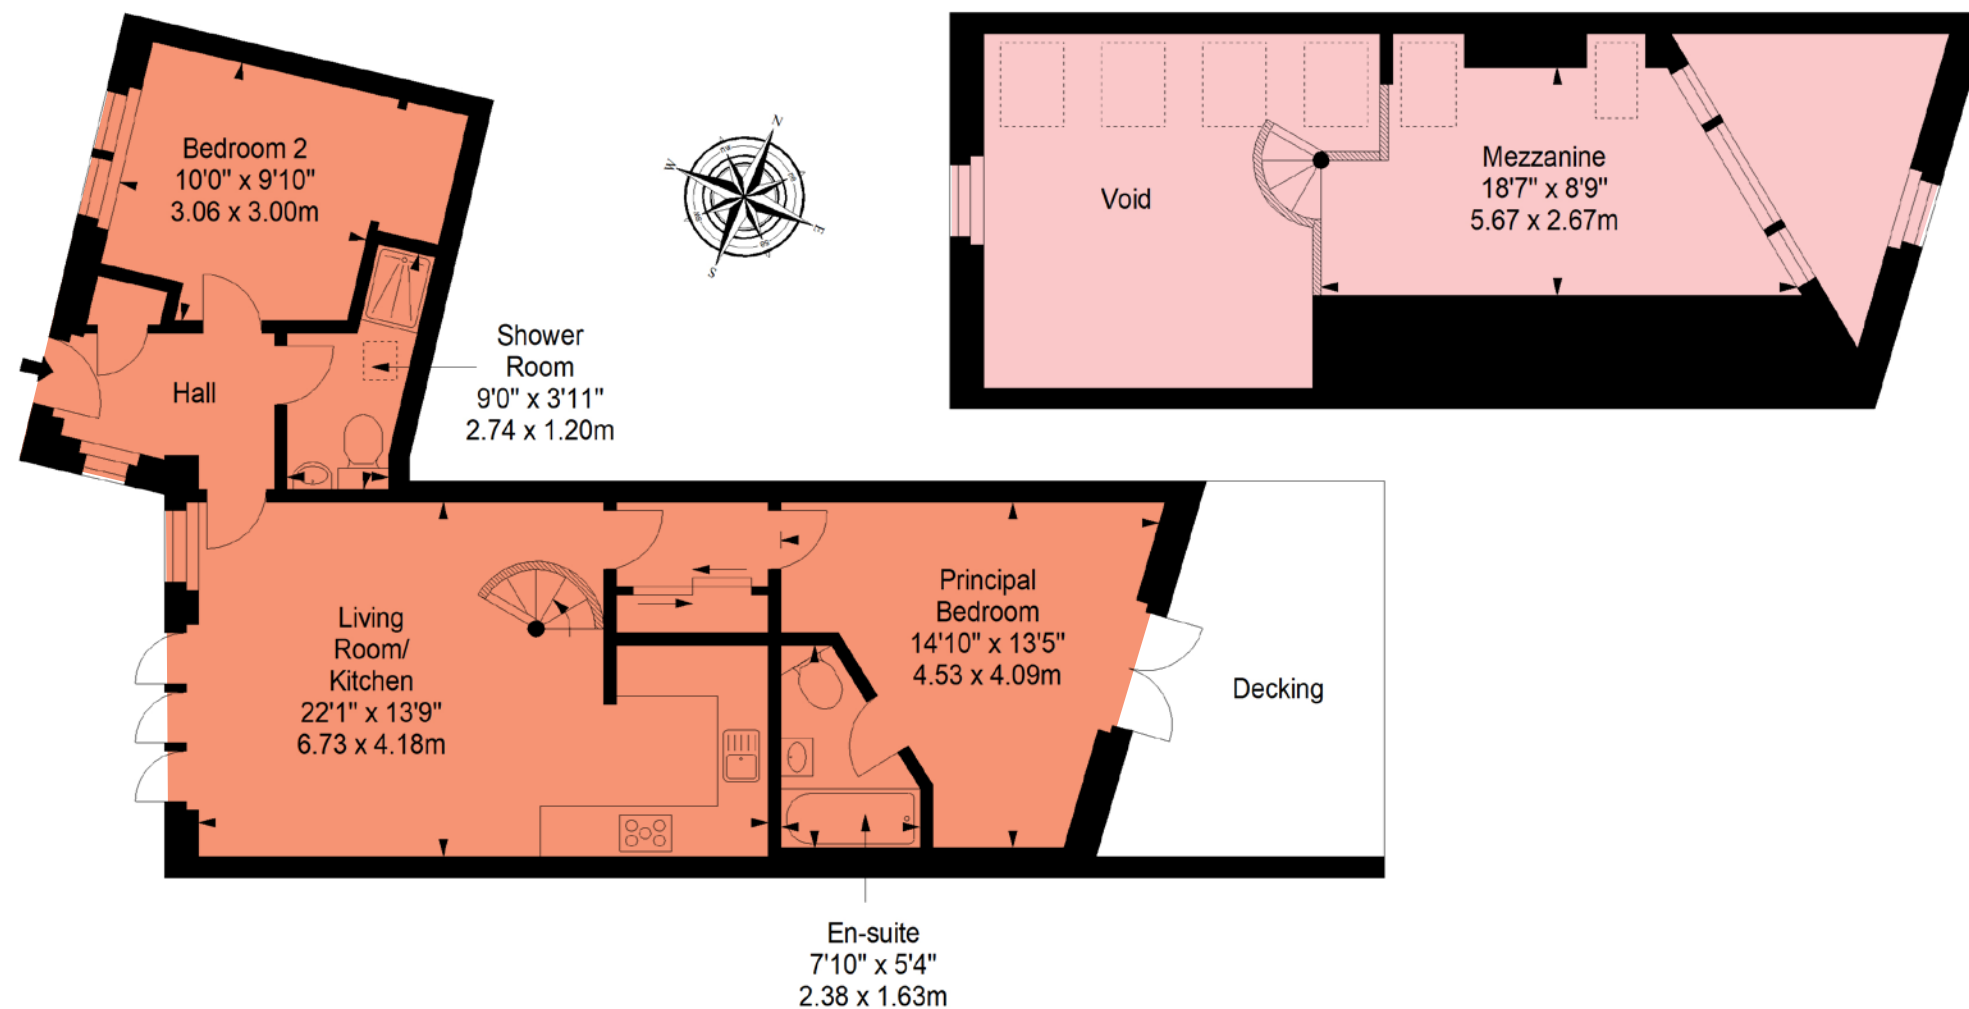 Bedroom 2
10'0" x 9'10"
3.06 x 3.00m
N
W
E
S
Void
Mezzanine
18'7" x 8'9"
5.67 x 2.67m
Shower
Room
9'0" x 3'11"
2.74 x 1.20m
Hall
Living
Room/
Kitchen
22'1" x 13'9"
6.73 x 4.18m
Principal
Bedroom
14'10" x 13'5"
4.53 x 4.09m
Decking
En-suite
7'10" x 5'4"
2.38 x 1.63m